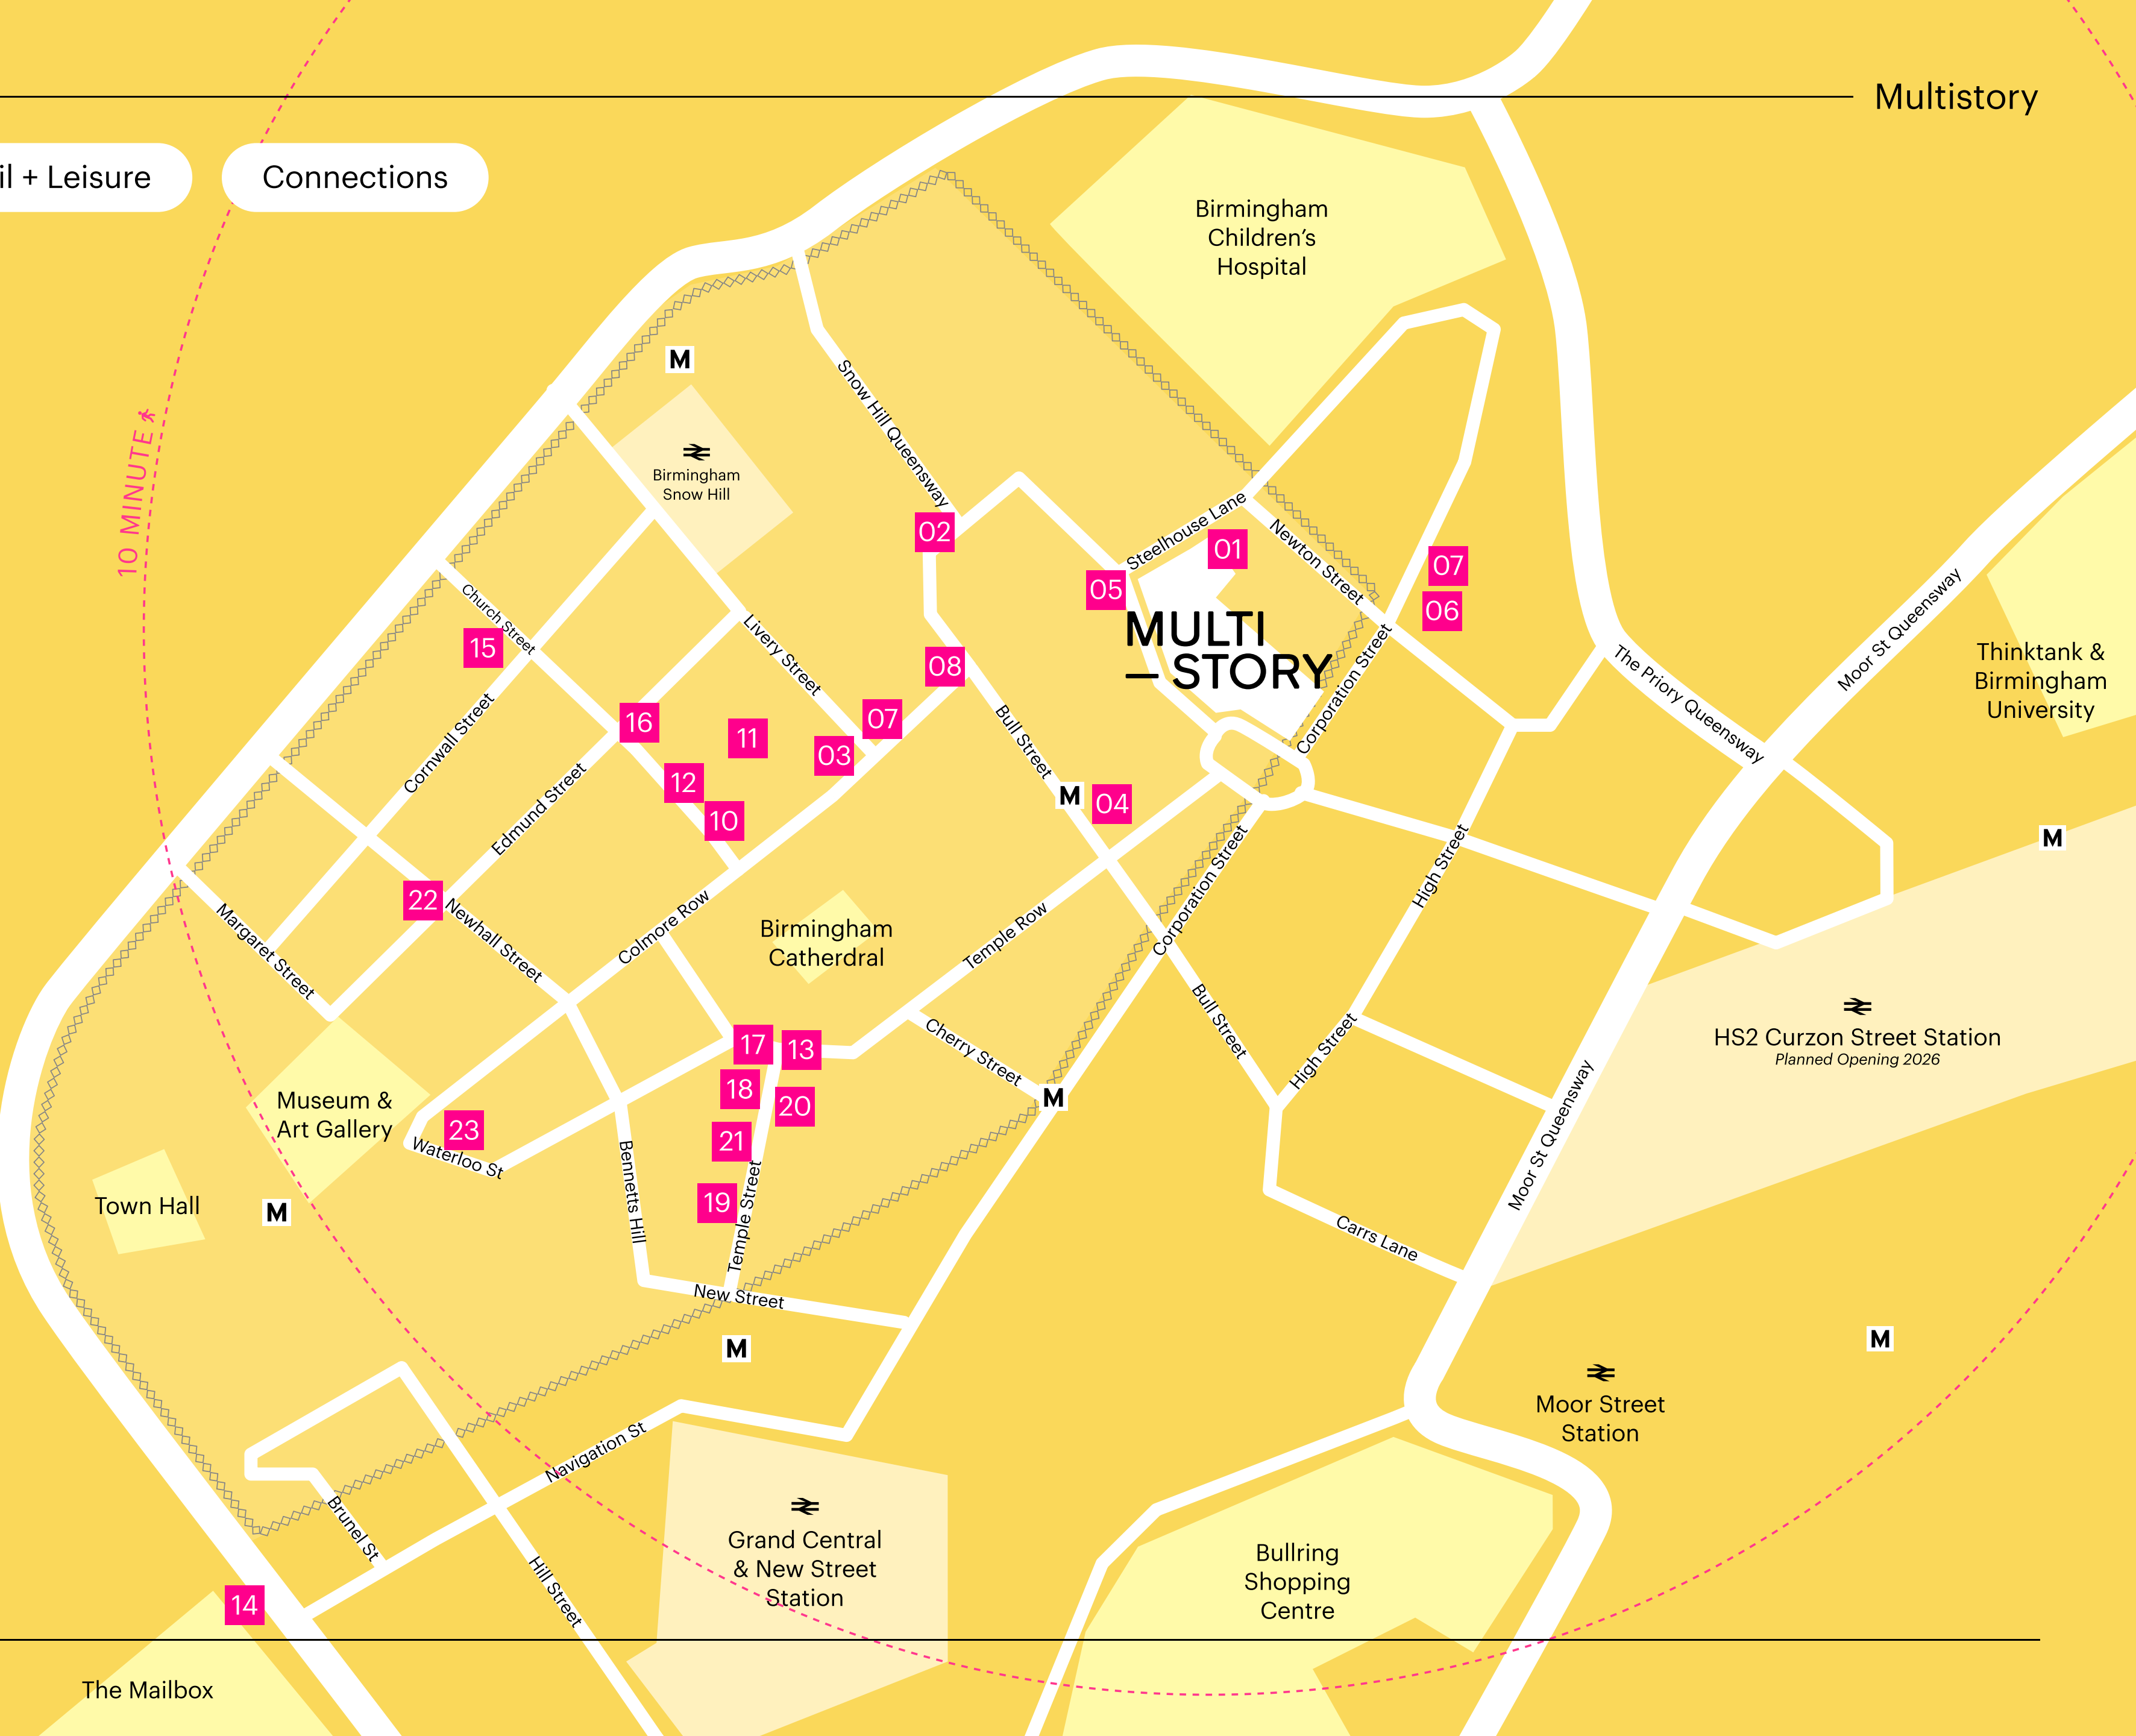 Multistory
il + Leisure
Connections
Birmingham
Children's
Hospital
10 MINUTE
M
Birmingham
Snow Hill
Snow Hill Queensway
02
Steelhouse Lane
01
05
Newton Street
07
06
MULTI
— STORY
Church Street
15
Livery Street
08
Corporation Street
The Priory Queensway
Moor St Queensway
Thinktank &
Birmingham
University
16
11
07
03
Cornwall Street
Edmund Street
12
10
Bull Street
M
04
M
22
Newhall Street
Margaret Street
Colmore Row
Birmingham
Catherdral
Temple Row
Corporation Street
High Street
Bull Street
High Street
HS2 Curzon Street Station
Planned Opening 2026
17
13
Cherry Street
18
20
M
Museum &
Art Gallery
23
Waterloo St
21
19
Bennetts Hill
Temple Street
Moor St Queensway
Town Hall
M
Carrs Lane
New Street
M
M
Moor Street
Station
Navigation St
Brunel St
Hill Street
Grand Central
& New Street
Station
Bullring
Shopping
Centre
14
The Mailbox